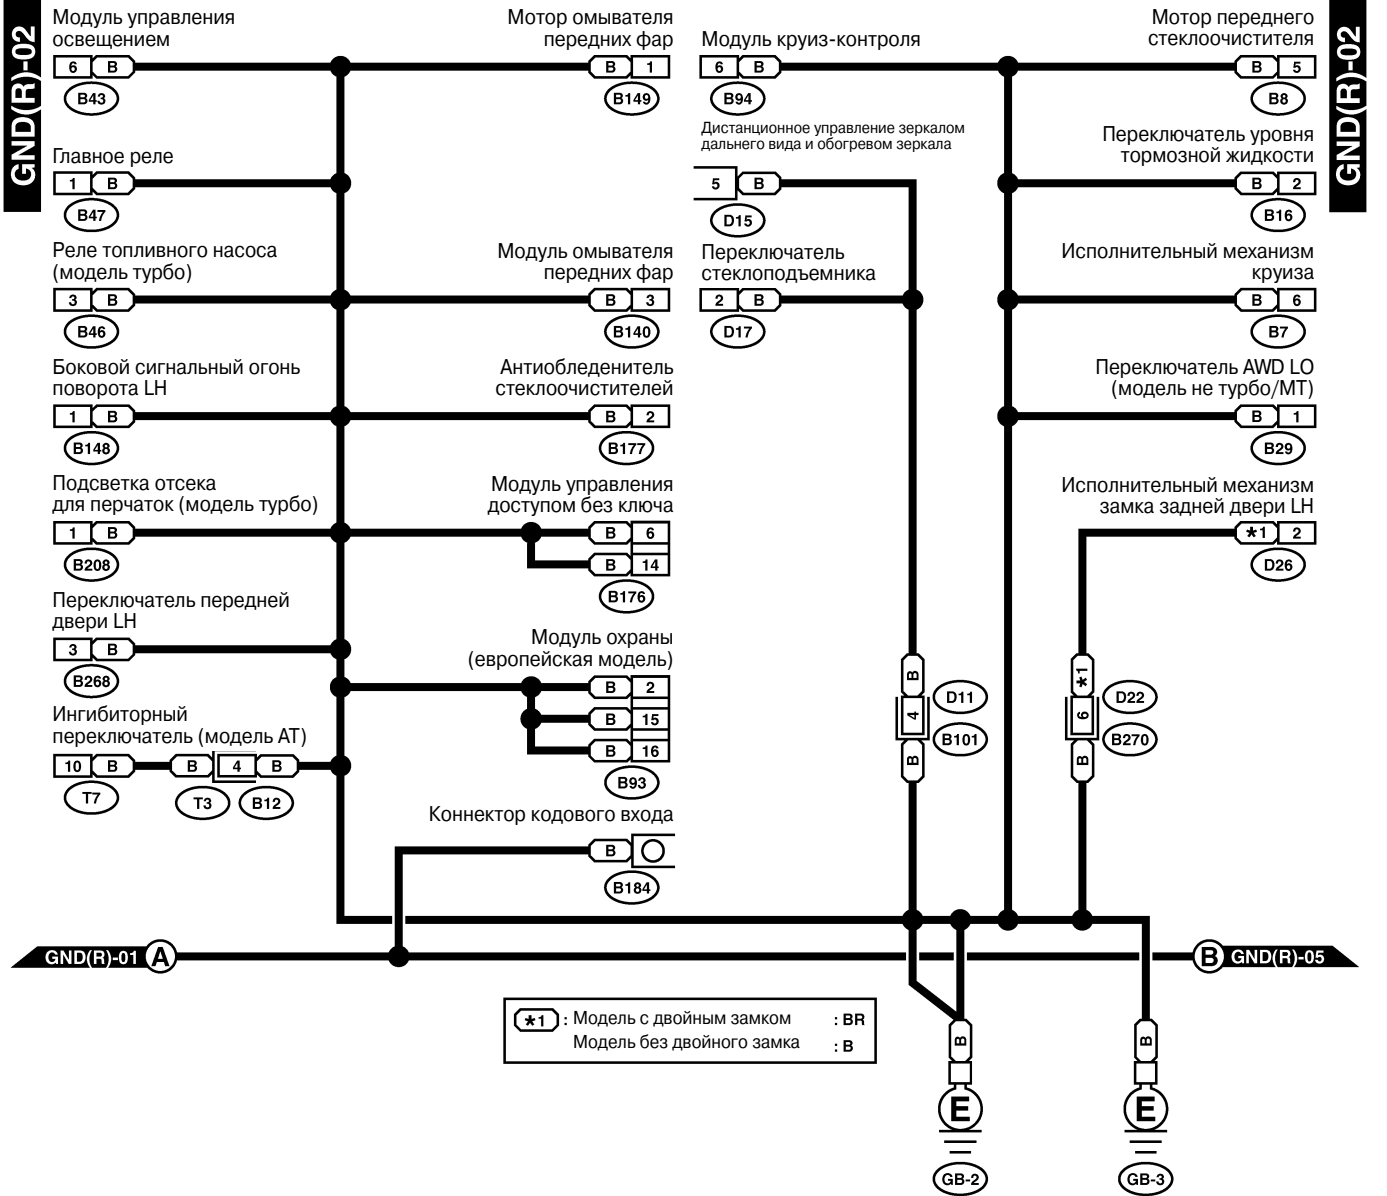 GND(R)-02
GND(R)-02
Модуль управления
освещением
6 B
B43
Мотор омывателя
передних фар
B 1
B149
Главное реле
1 B
B47
Реле топливного насоса
(модель турбо)
3 B
B46
Модуль омывателя
передних фар
B 3
B140
Боковой сигнальный огонь
поворота LH
1 B
B148
Антиобледенитель
стеклоочистителей
B 2
B177
Подсветка отсека
для перчаток (модель турбо)
1 B
B208
Модуль управления
доступом без ключа
B 6
B 14
B176
Переключатель передней
двери LH
3 B
B268
Модуль охраны
(европейская модель)
B 2
B 15
B 16
B93
Ингибиторный
переключатель (модель АТ)
10 B B 4 B
T7 T3 B12
Коннектор кодового входа
B
B184
Модуль круиз-контроля
6 B
B94
Дистанционное управление зеркалом
дальнего вида и обогревом зеркала
5 B
D15
Переключатель
стеклоподъемника
2 B
D17
Мотор переднего
стеклоочистителя
B 5
B8
Переключатель уровня
тормозной жидкости
B 2
B16
Исполнительный механизм
круиза
B 6
B7
Переключатель AWD LO
(модель не турбо/МТ)
B 1
B29
Исполнительный механизм
замка задней двери LH
*1 2
D26
B
4
B
D11
B101
*1
6
B
D22
B270
GND(R)-01 A
B GND(R)-05
*1 : Модель с двойным замком : BR
Модель без двойного замка : B
B
E
GB-2
B
E
GB-3